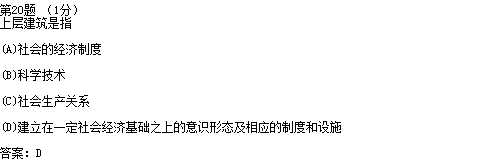 第20题 （1分）
上层建筑是指
(A)社会的经济制度
(B)科学技术
(C)社会生产关系
(D)建立在一定社会经济基础之上的意识形态及相应的制度和设施
答案：D